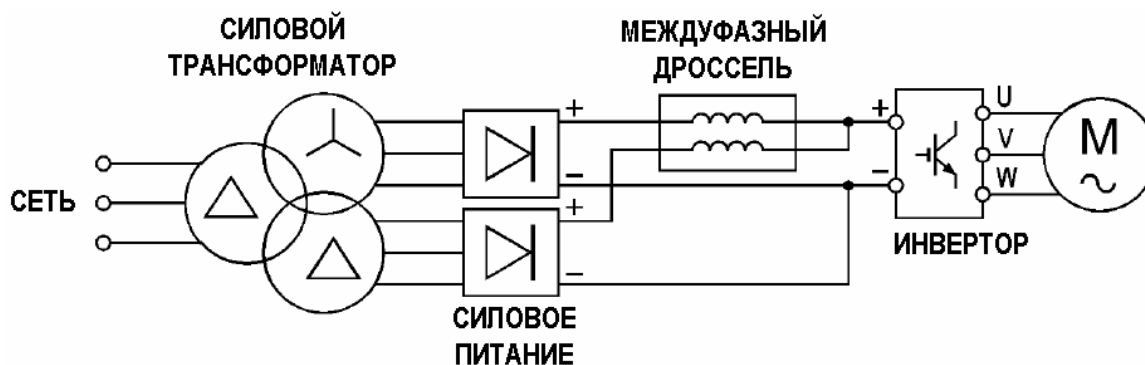 СИЛОВОЙ
ТРАНСФОРМАТОР
МЕЖДУФАЗНЫЙ
ДРОССЕЛЬ
СЕТЬ
+
−
+
−
+
−
U
V
W
M
~
ИНВЕРТОР
СИЛОВОЕ
ПИТАНИЕ